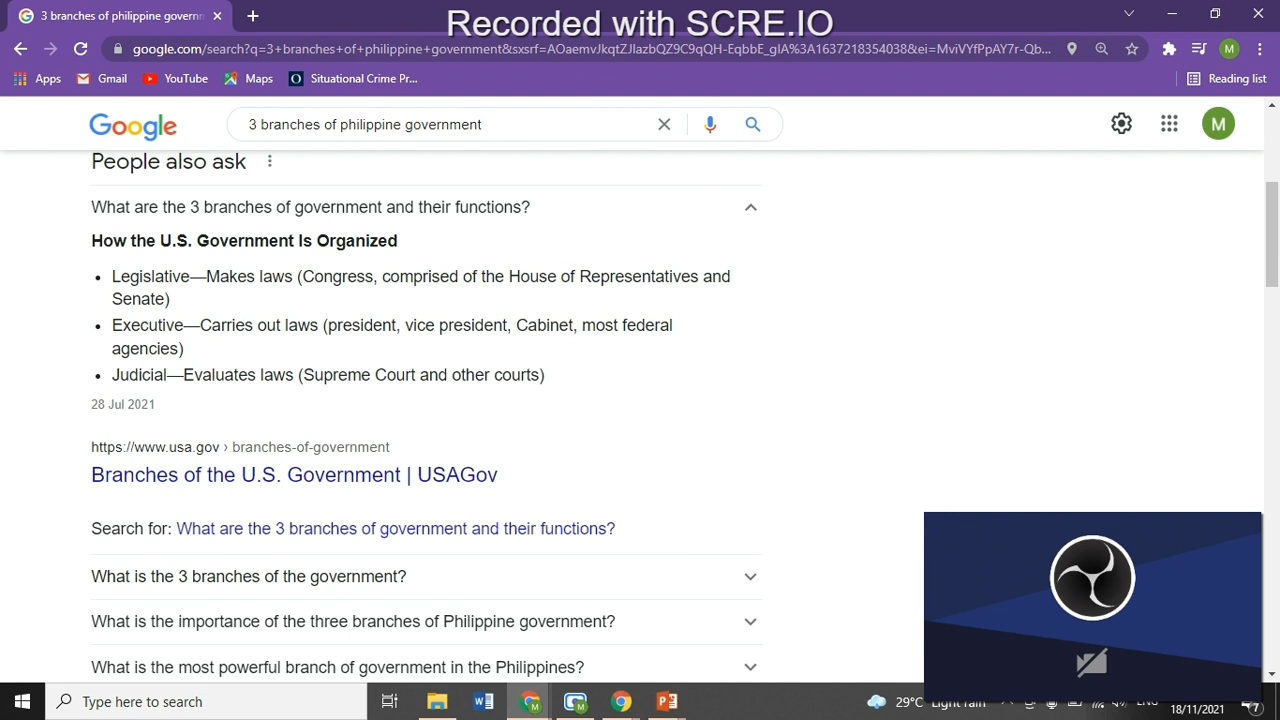 3 branches of philippine governm
Recorded with SCRE.IO
google.com/search?q=3+branches+of+philippine+government&sxsrf=AOaemvJkqtZJIazbQZ9C9qQH-EqbbE_gIA%3A1637218354038&ei=MviVYfPpAY7r-Qb...
M
Apps
Gmail
YouTube
Maps
Situational Crime Pr...
Reading list
Google
3 branches of philippine government
M
People also ask
What are the 3 branches of government and their functions?
How the U.S. Government Is Organized
• Legislative—Makes laws (Congress, comprised of the House of Representatives and
Senate)
• Executive—Carries out laws (president, vice president, Cabinet, most federal
agencies)
• Judicial—Evaluates laws (Supreme Court and other courts)
28 Jul 2021
https://www.usa.gov › branches-of-government
Branches of the U.S. Government | USAGov
Search for: What are the 3 branches of government and their functions?
What is the 3 branches of the government?
What is the importance of the three branches of Philippine government?
What is the most powerful branch of government in the Philippines?
Type here to search
29°C Light rain
18/11/2021